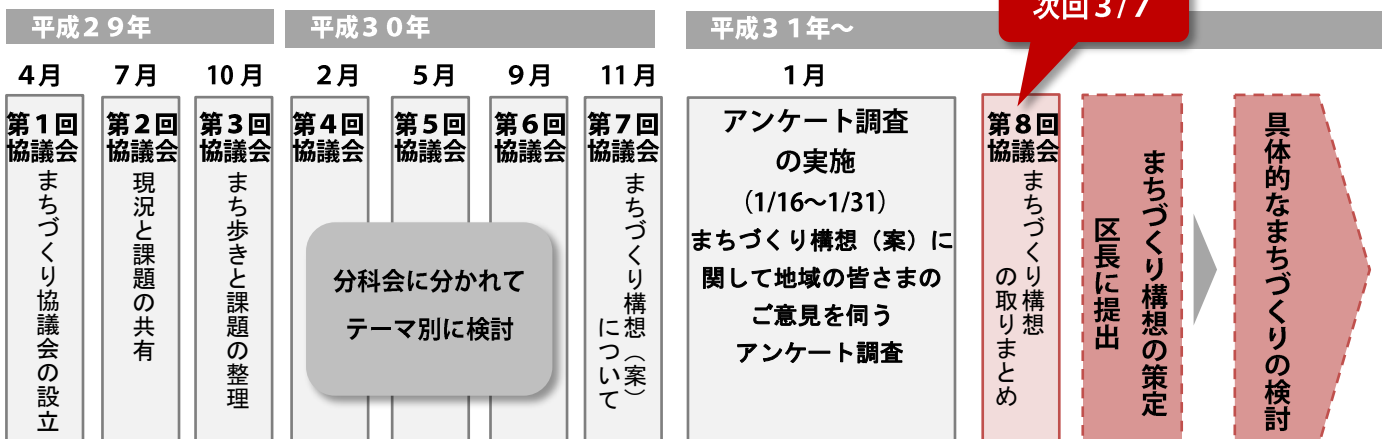 平成２９年
平成３０年
平成３１年～
次回３/７
４月
７月
10月
２月
５月
９月
11月
１月
第１回
協議会
まちづくり協議会の設立
第２回
協議会
現況と課題の共有
第３回
協議会
まち歩きと課題の整理
第４回
協議会
第５回
協議会
第６回
協議会
分科会に分かれて
テーマ別に検討
第７回
協議会
まちづくり構想（案）
について
アンケート調査
の実施
（1/16～1/31）
まちづくり構想（案）に
関して地域の皆さまの
ご意見を伺う
アンケート調査
第８回
協議会
まちづくり構想
の取りまとめ
まちづくり構想の策定
区長に提出
具体的なまちづくりの検討